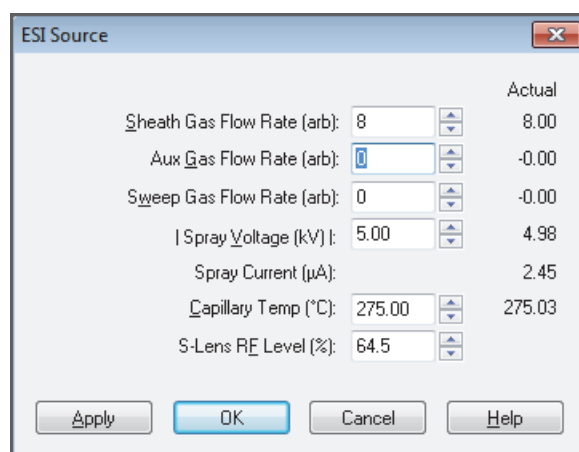 ESI Source
Actual
Sheath Gas Flow Rate (arb): 8 8.00
Aux Gas Flow Rate (arb): 0 -0.00
Sweep Gas Flow Rate (arb): 0 -0.00
| Spray Voltage (kV) |: 5.00 4.98
Spray Current (µA): 2.45
Capillary Temp (°C): 275.00 275.03
S-Lens RF Level (%): 64.5
Apply OK Cancel Help